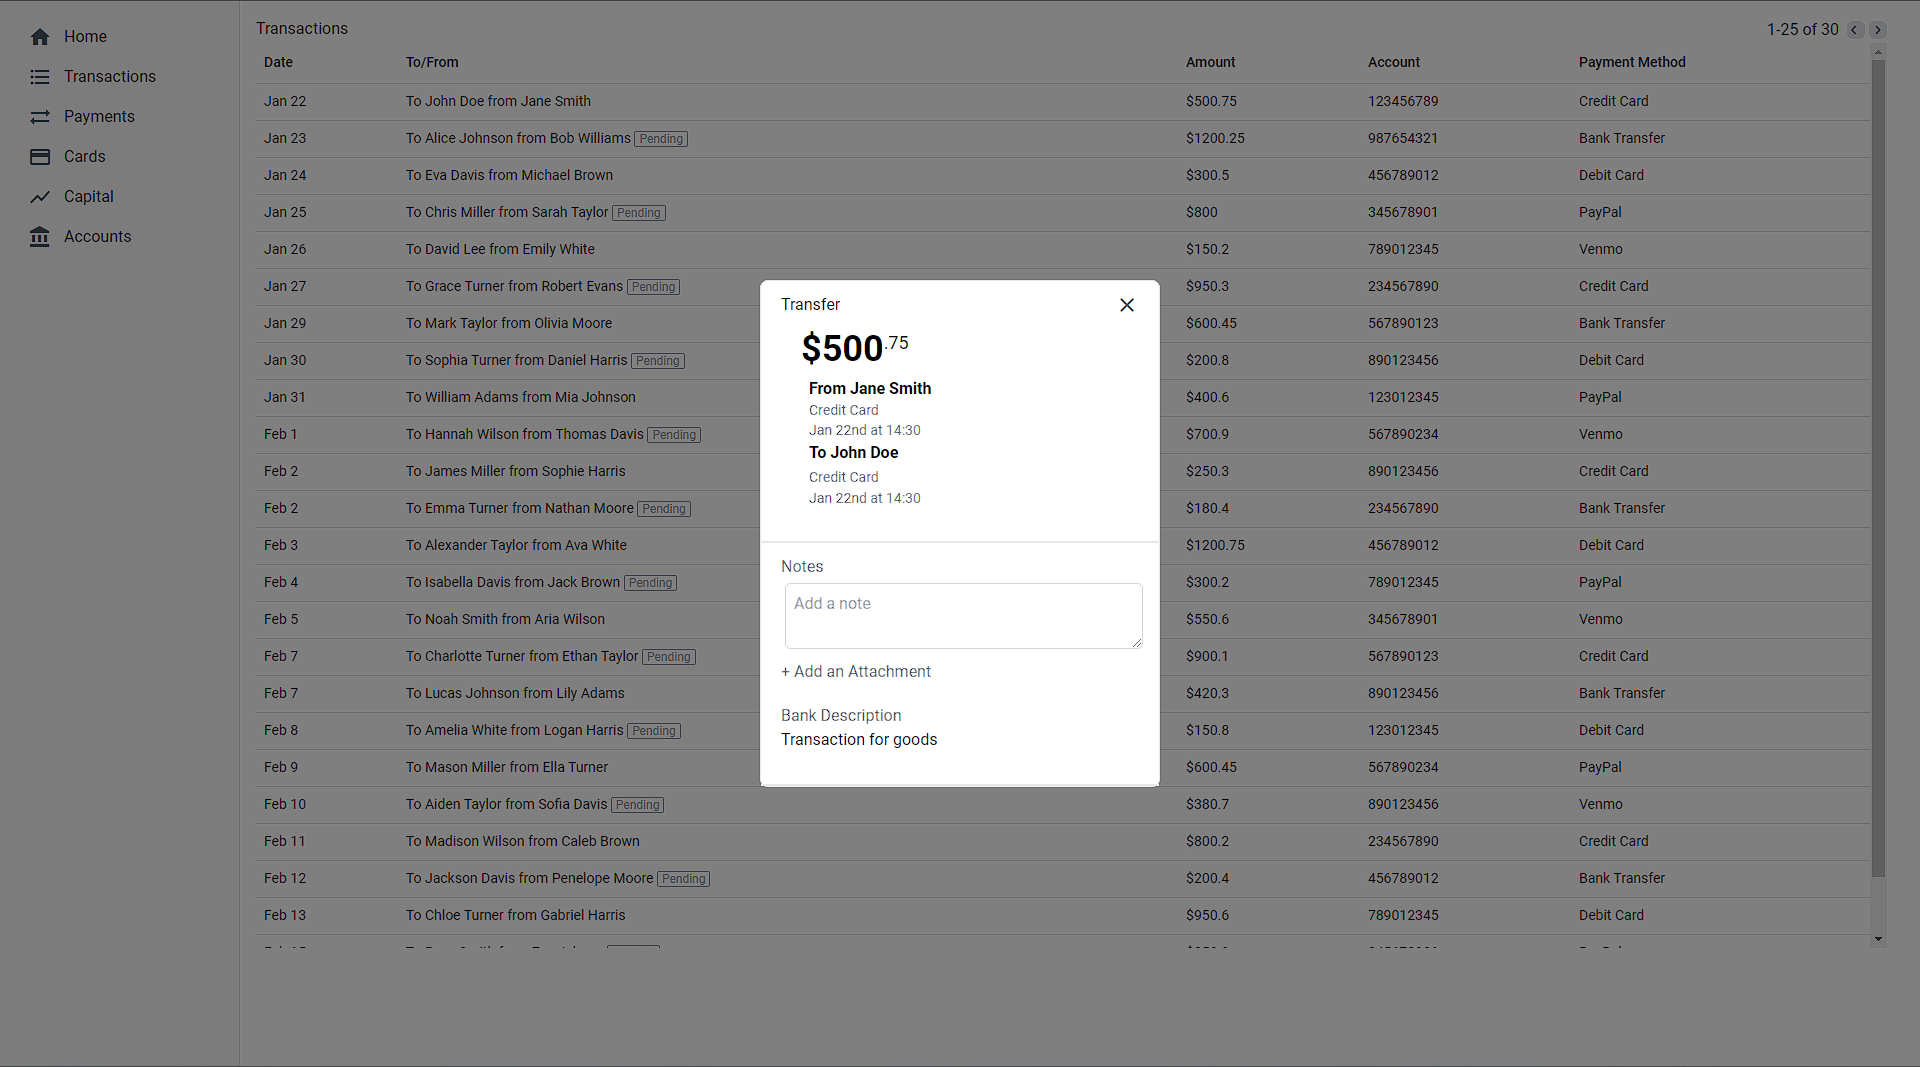 Home
Transactions
Payments
Cards
Capital
Accounts
Transactions
1-25 of 30
Date To/From Amount Account Payment Method
Jan 22 To John Doe from Jane Smith $500.75 123456789 Credit Card
Jan 23 To Alice Johnson from Bob Williams Pending $1200.25 987654321 Bank Transfer
Jan 24 To Eva Davis from Michael Brown $300.5 456789012 Debit Card
Jan 25 To Chris Miller from Sarah Taylor Pending $800 345678901 PayPal
Jan 26 To David Lee from Emily White $150.2 789012345 Venmo
Jan 27 To Grace Turner from Robert Evans Pending $950.3 234567890 Credit Card
Jan 29 To Mark Taylor from Olivia Moore $600.45 567890123 Bank Transfer
Jan 30 To Sophia Turner from Daniel Harris Pending $200.8 890123456 Debit Card
Jan 31 To William Adams from Mia Johnson $400.6 123012345 PayPal
Feb 1 To Hannah Wilson from Thomas Davis Pending $700.9 567890234 Venmo
Feb 2 To James Miller from Sophie Harris $250.3 890123456 Credit Card
Feb 2 To Emma Turner from Nathan Moore Pending $180.4 234567890 Bank Transfer
Feb 3 To Alexander Taylor from Ava White $1200.75 456789012 Debit Card
Feb 4 To Isabella Davis from Jack Brown Pending $300.2 789012345 PayPal
Feb 5 To Noah Smith from Aria Wilson $550.6 345678901 Venmo
Feb 7 To Charlotte Turner from Ethan Taylor Pending $900.1 567890123 Credit Card
Feb 7 To Lucas Johnson from Lily Adams $420.3 890123456 Bank Transfer
Feb 8 To Amelia White from Logan Harris Pending $150.8 123012345 Debit Card
Feb 9 To Mason Miller from Ella Turner $600.45 567890234 PayPal
Feb 10 To Aiden Taylor from Sofia Davis Pending $380.7 890123456 Venmo
Feb 11 To Madison Wilson from Caleb Brown $800.2 234567890 Credit Card
Feb 12 To Jackson Davis from Penelope Moore Pending $200.4 456789012 Bank Transfer
Feb 13 To Chloe Turner from Gabriel Harris $950.6 789012345 Debit Card
Transfer
$500.75
From Jane Smith
Credit Card
Jan 22nd at 14:30
To John Doe
Credit Card
Jan 22nd at 14:30
Notes
Add a note
+ Add an Attachment
Bank Description
Transaction for goods